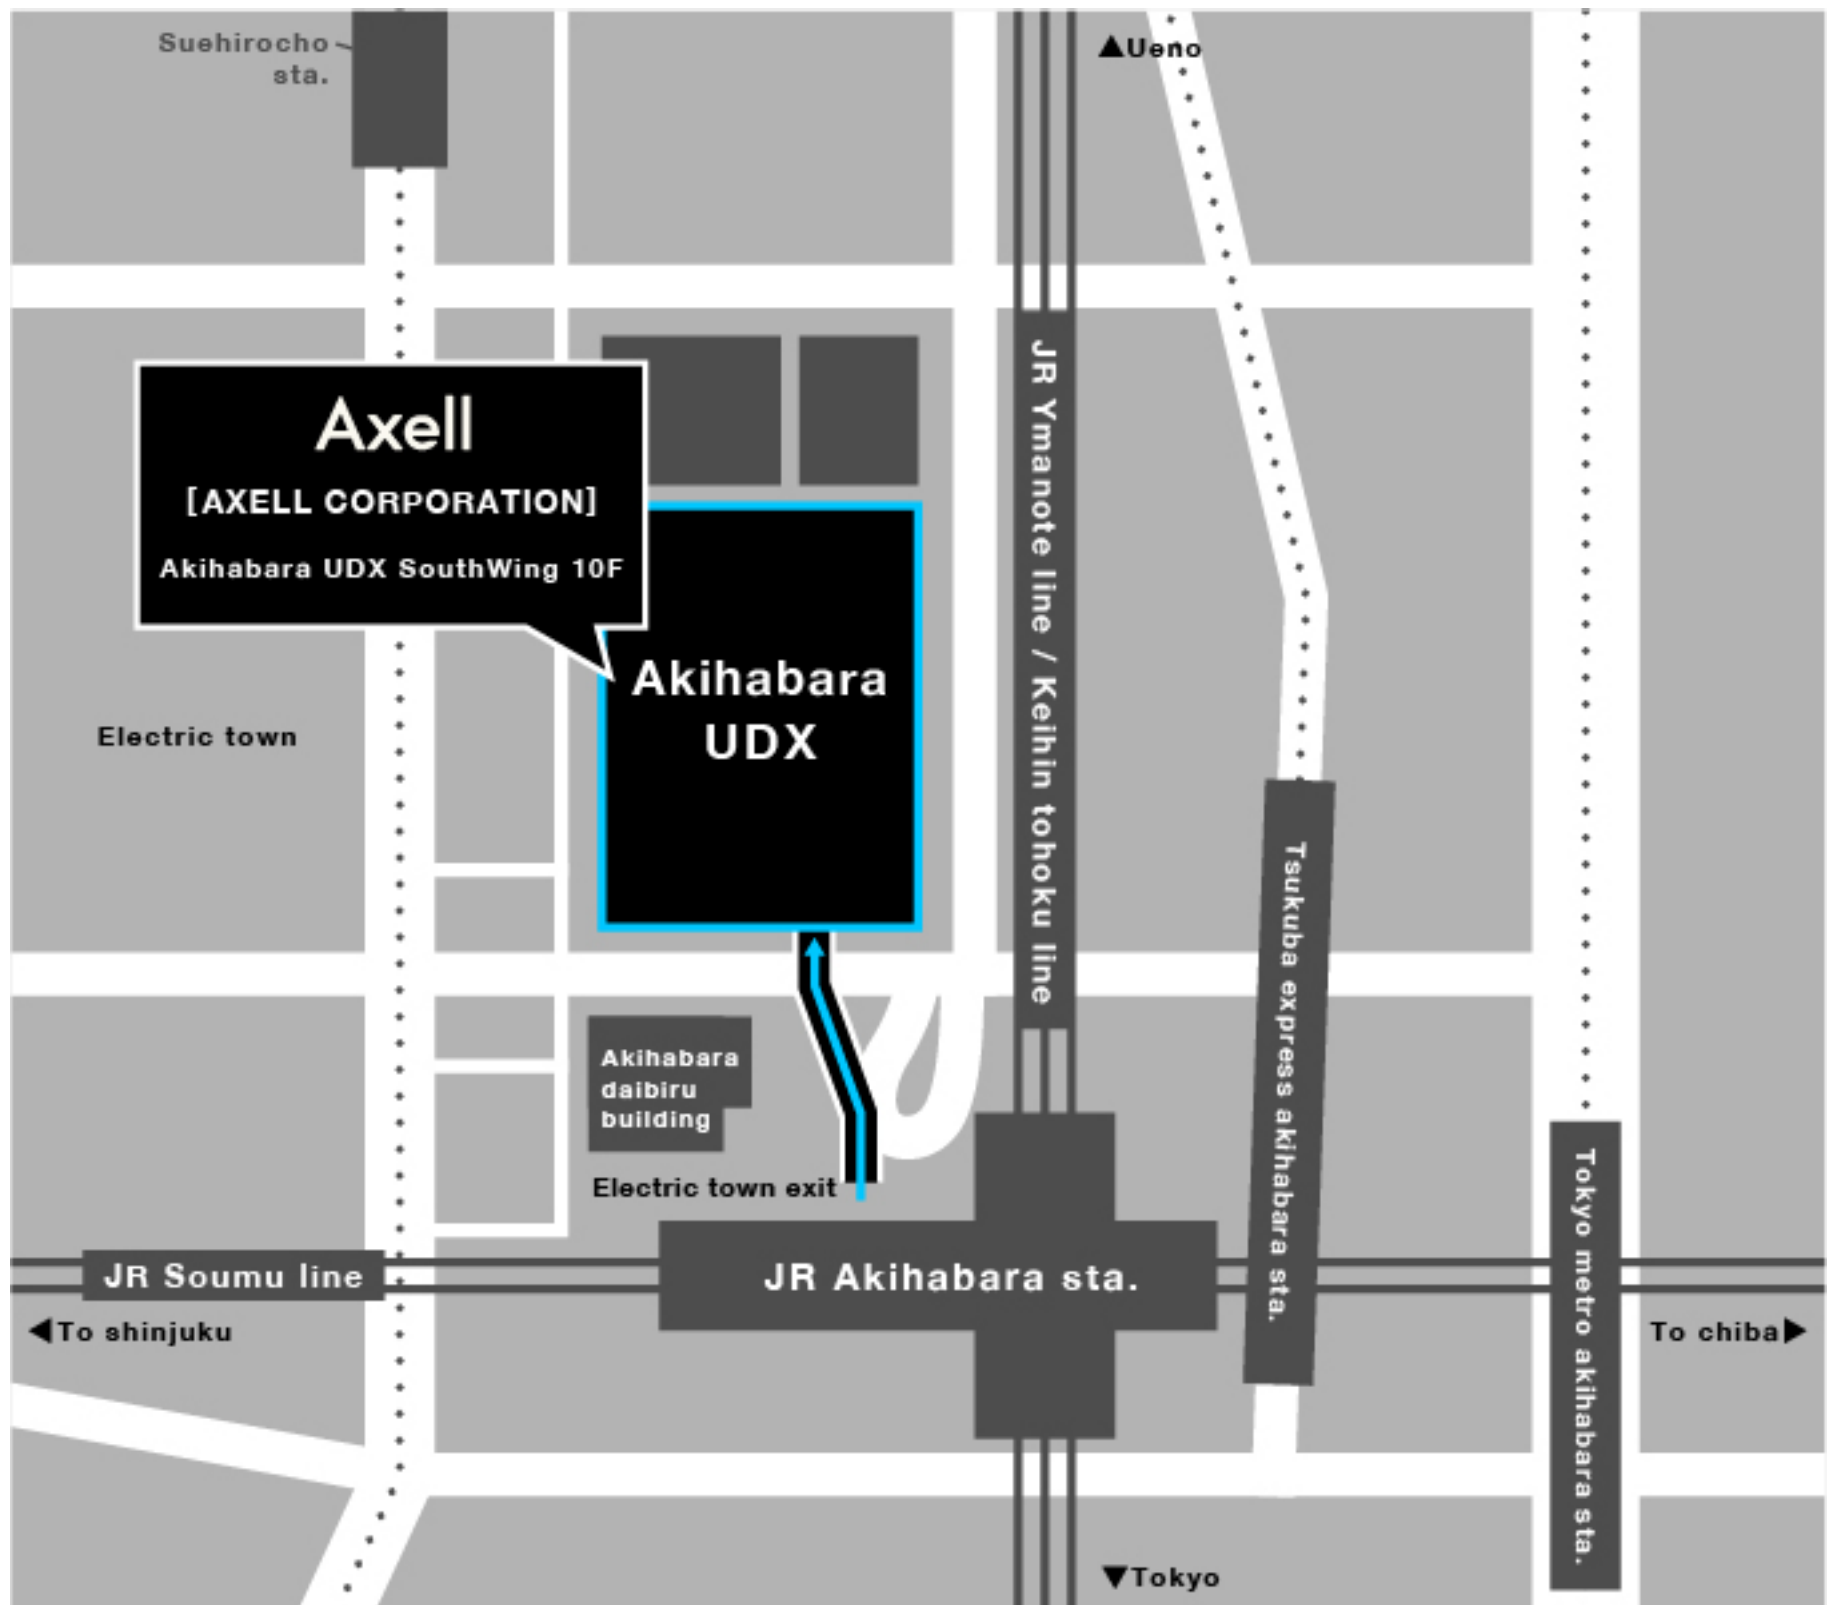 Suehirocho
sta.
▲Ueno
Axell
[AXELL CORPORATION]
Akihabara UDX SouthWing 10F
Akihabara
UDX
JR Ymanote line / Keihin tohoku line
Electric town
Tsukuba express akihabara sta.
Akihabara
daibiru
building
Electric town exit
Tokyo metro akihabara sta.
JR Soumu line
JR Akihabara sta.
◀To shinjuku
To chiba▶
▼Tokyo